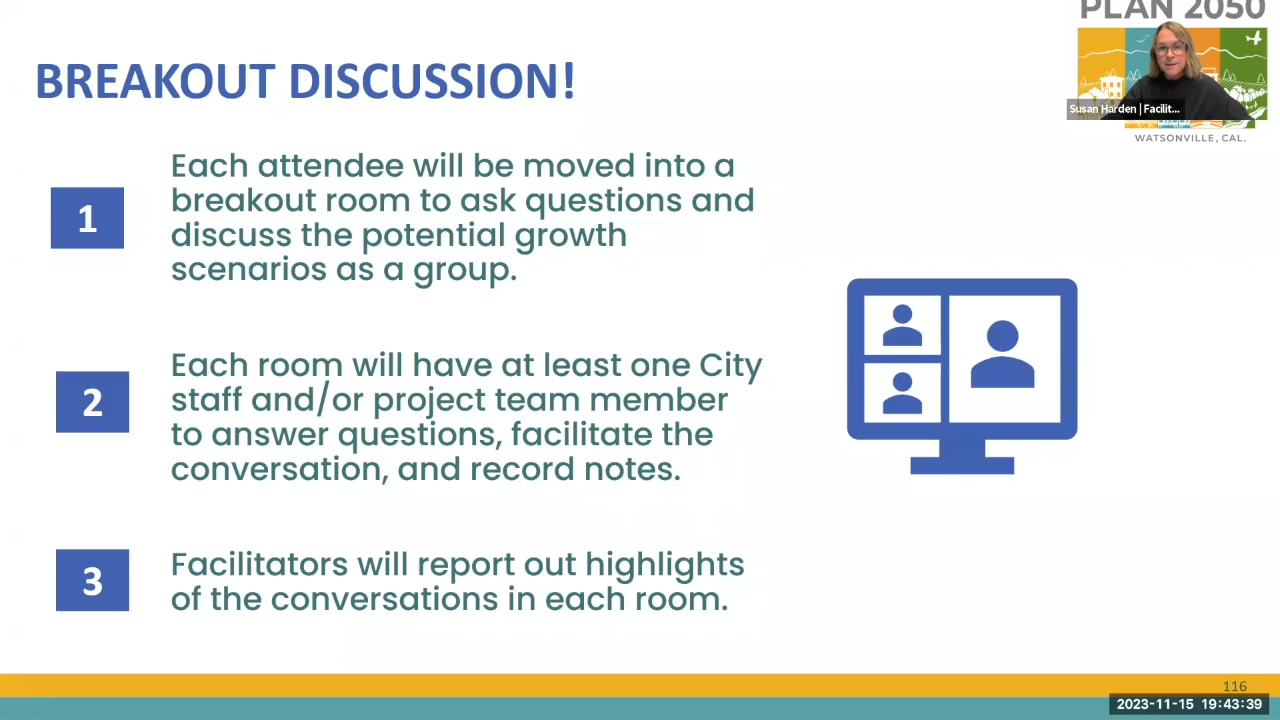 PLAN 2050
BREAKOUT DISCUSSION!
Susan Harden | Facilit...
WATSONVILLE, CAL.
1
Each attendee will be moved into a
breakout room to ask questions and
discuss the potential growth
scenarios as a group.
2
Each room will have at least one City
staff and/or project team member
to answer questions, facilitate the
conversation, and record notes.
3
Facilitators will report out highlights
of the conversations in each room.
116
2023-11-15 19:43:39